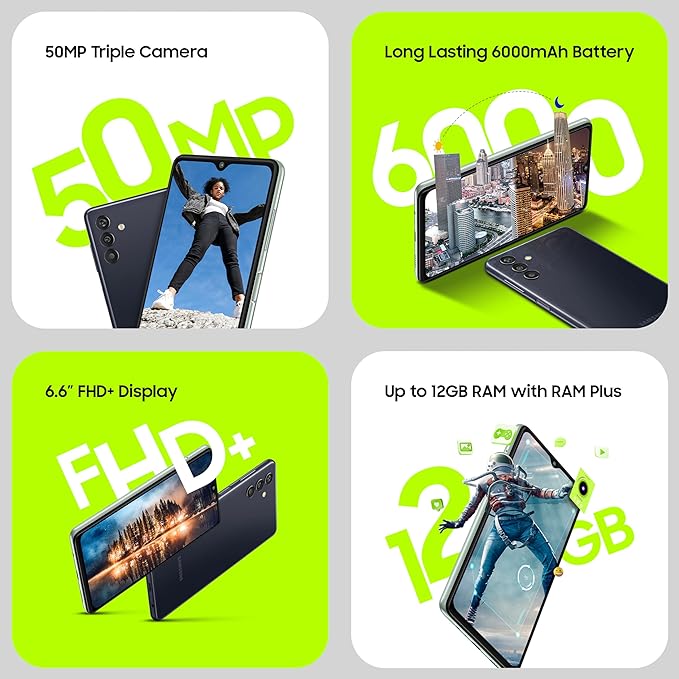 50MP Triple Camera
50MP
Long Lasting 6000mAh Battery
6000
6.6" FHD+ Display
FHD+
SAMSUNG
Up to 12GB RAM with RAM Plus
12GB